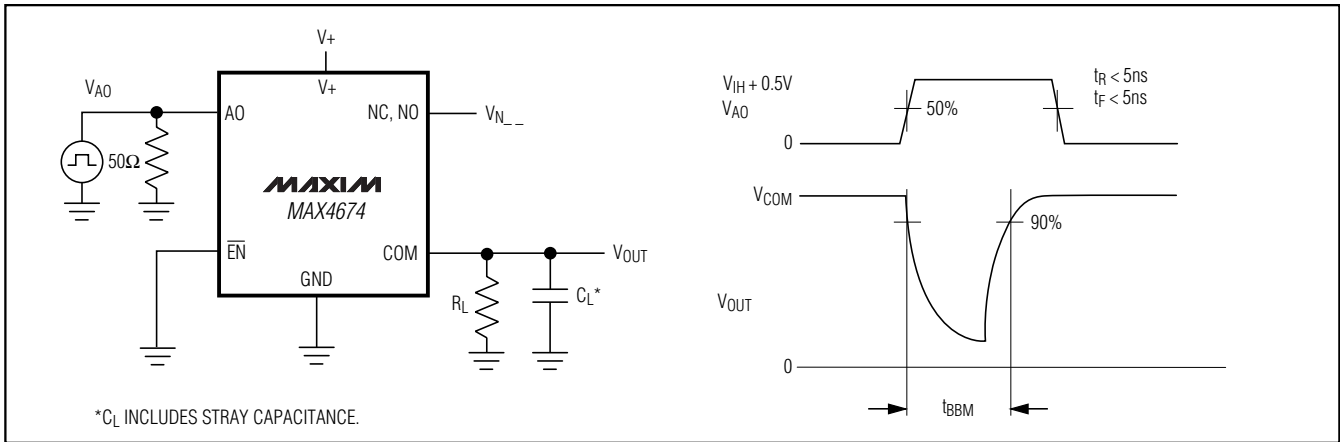 V+
V+
VAO
AO
NC, NO
VN_ _
50Ω
MAXIM
MAX4674
EN
COM
VOUT
GND
RL
CL*
*CL INCLUDES STRAY CAPACITANCE.
VIH + 0.5V
VAO
0
50%
tR < 5ns
tF < 5ns
VCOM
90%
VOUT
0
tBBM